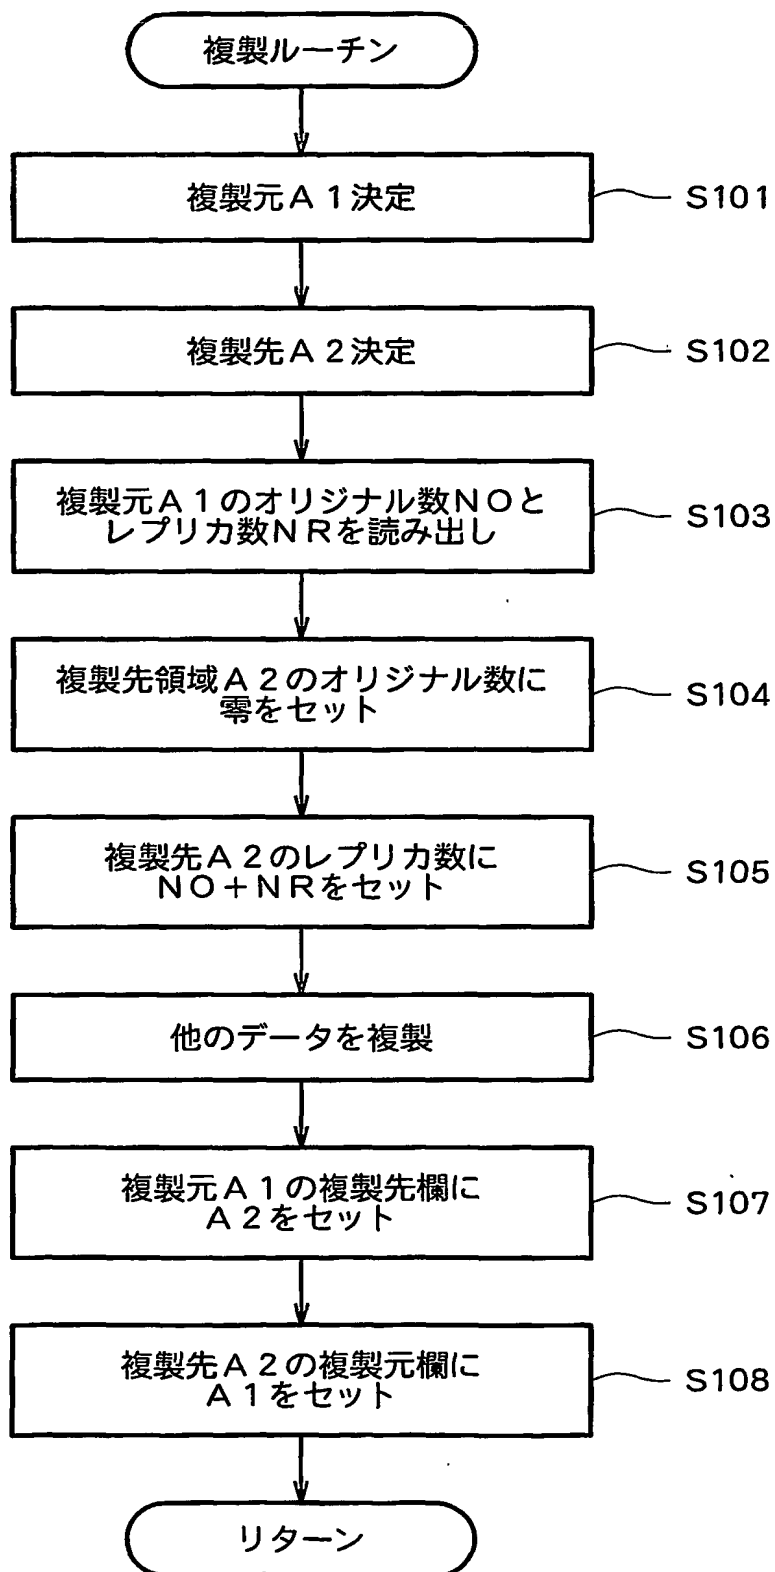 複製ルーチン
複製元Ａ１決定
S101
複製先Ａ２決定
S102
複製元Ａ１のオリジナル数ＮＯと
レプリカ数ＮＲを読み出し
S103
複製先領域Ａ２のオリジナル数に
零をセット
S104
複製先Ａ２のレプリカ数に
ＮＯ＋ＮＲをセット
S105
他のデータを複製
S106
複製元Ａ１の複製先欄に
Ａ２をセット
S107
複製先Ａ２の複製元欄に
Ａ１をセット
S108
リターン